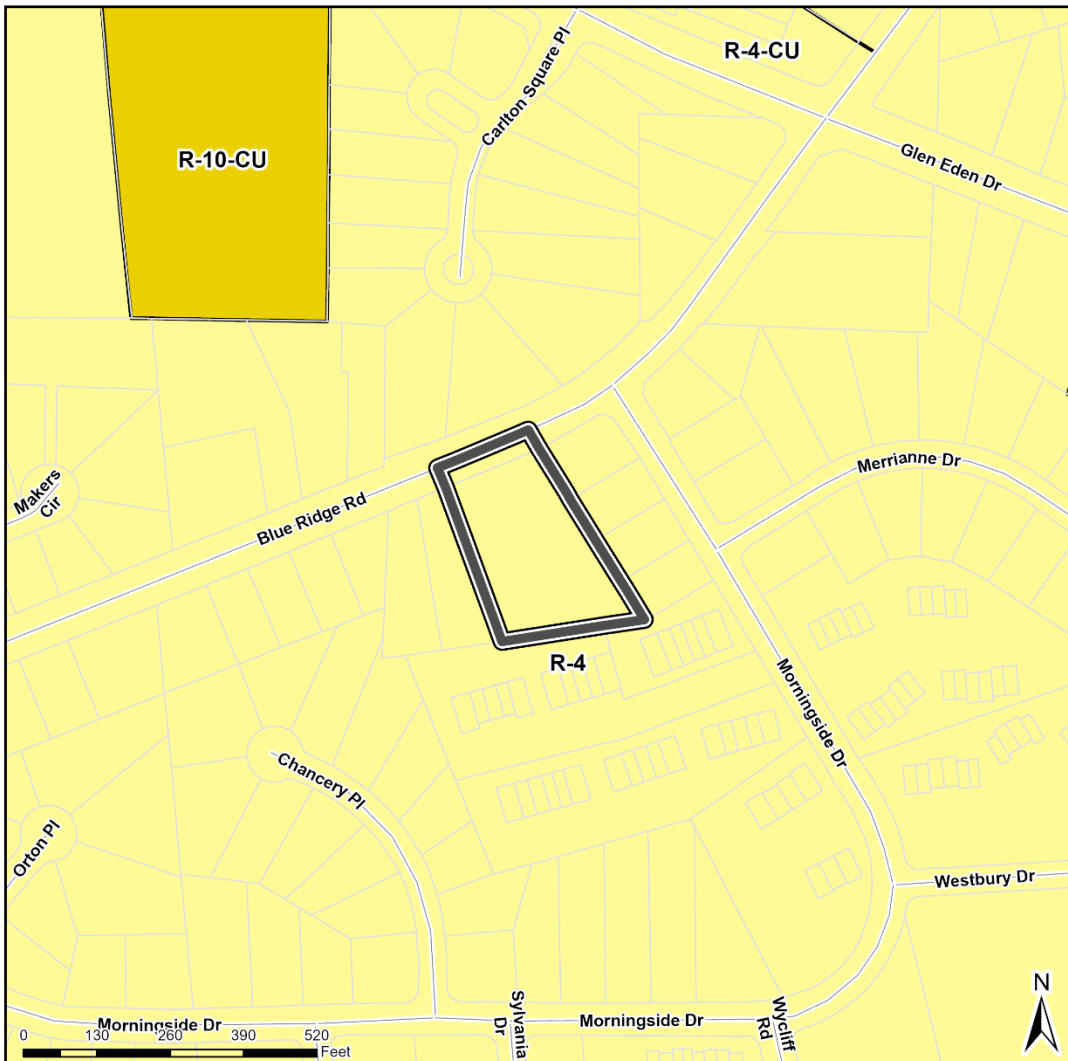 R-4-CU
Carlton Square Pl
R-10-CU
Glen Eden Dr
Merrianne Dr
Makers
Cir
Blue Ridge Rd
R-4
Morningside Dr
Chancery Pl
Orton Pl
Westbury Dr
N
Sylvania
Dr
Wycliff
Rd
Morningside Dr
Morningside Dr
0 130 260 390 520
Feet